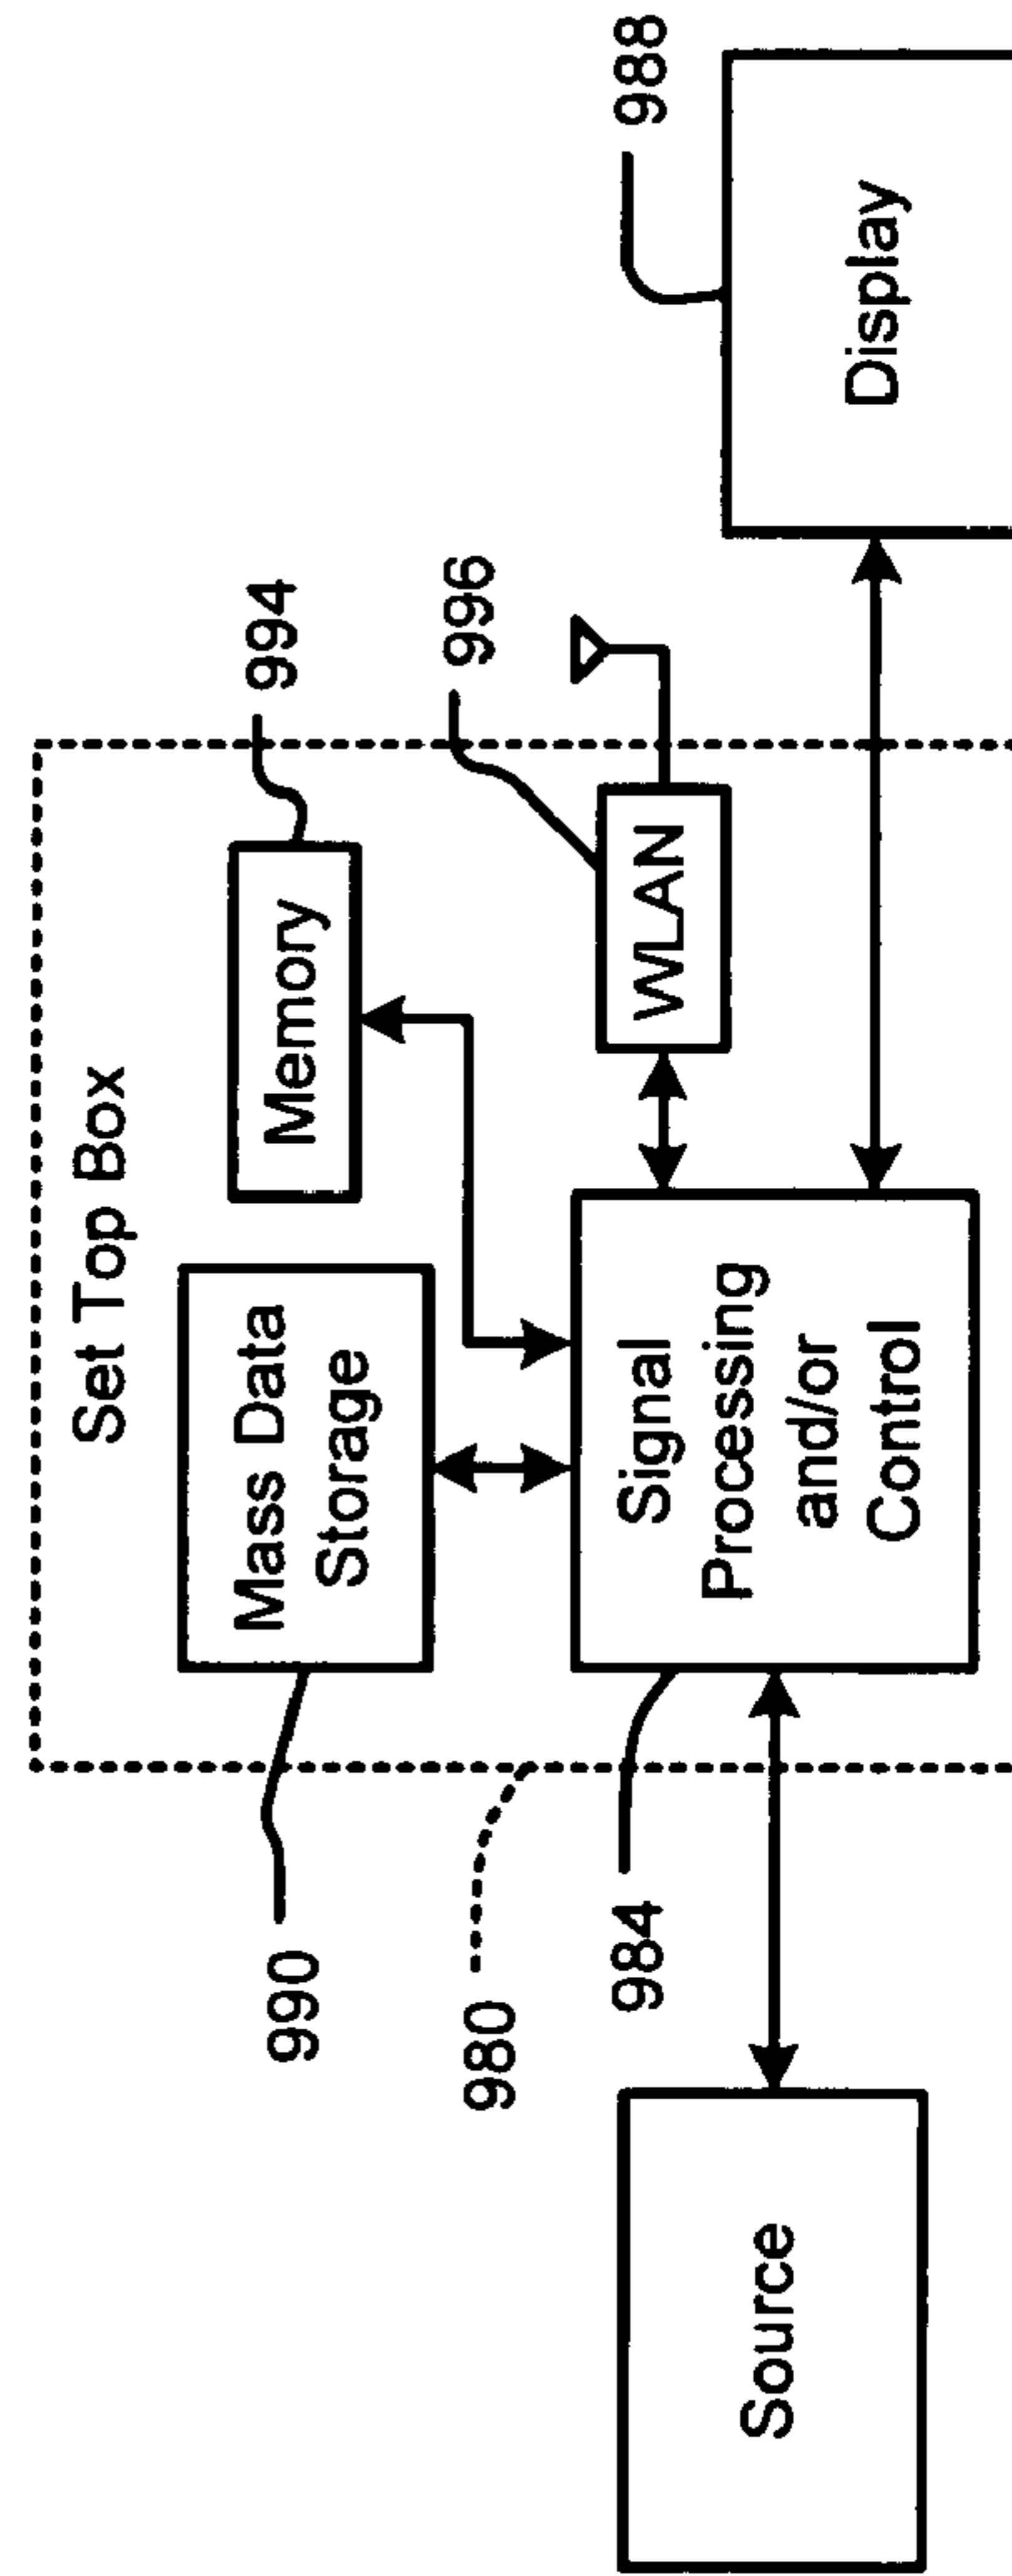 Set Top Box
990
Mass Data
Storage
Memory
994
980
984
Signal
Processing
and/or
Control
WLAN
996
988
Source
Display